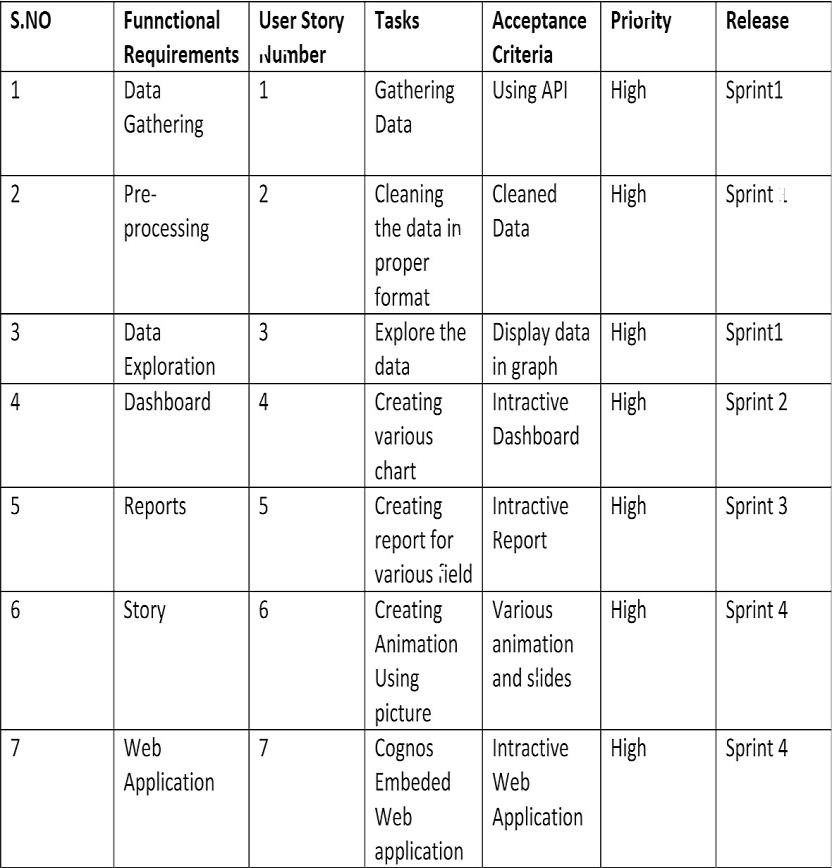 S.NO Funnctional User Story Tasks Acceptance Priority Release
Requirements Number Criteria
1 Data 1 Gathering Using API High Sprint1
Gathering Data
2 Pre- 2 Cleaning Cleaned High Sprint
processing the data in Data
proper
format
3 Data 3 Explore the Display data High Sprint1
Exploration data in graph
4 Dashboard 4 Creating Intractive High Sprint 2
various Dashboard
chart
5 Reports 5 Creating Intractive High Sprint 3
report for Report
various field
6 Story 6 Creating Various High Sprint 4
Animation animation
Using and slides
picture
7 Web 7 Cognos Intractive High Sprint 4
Application Embeded Web
Web Application
application